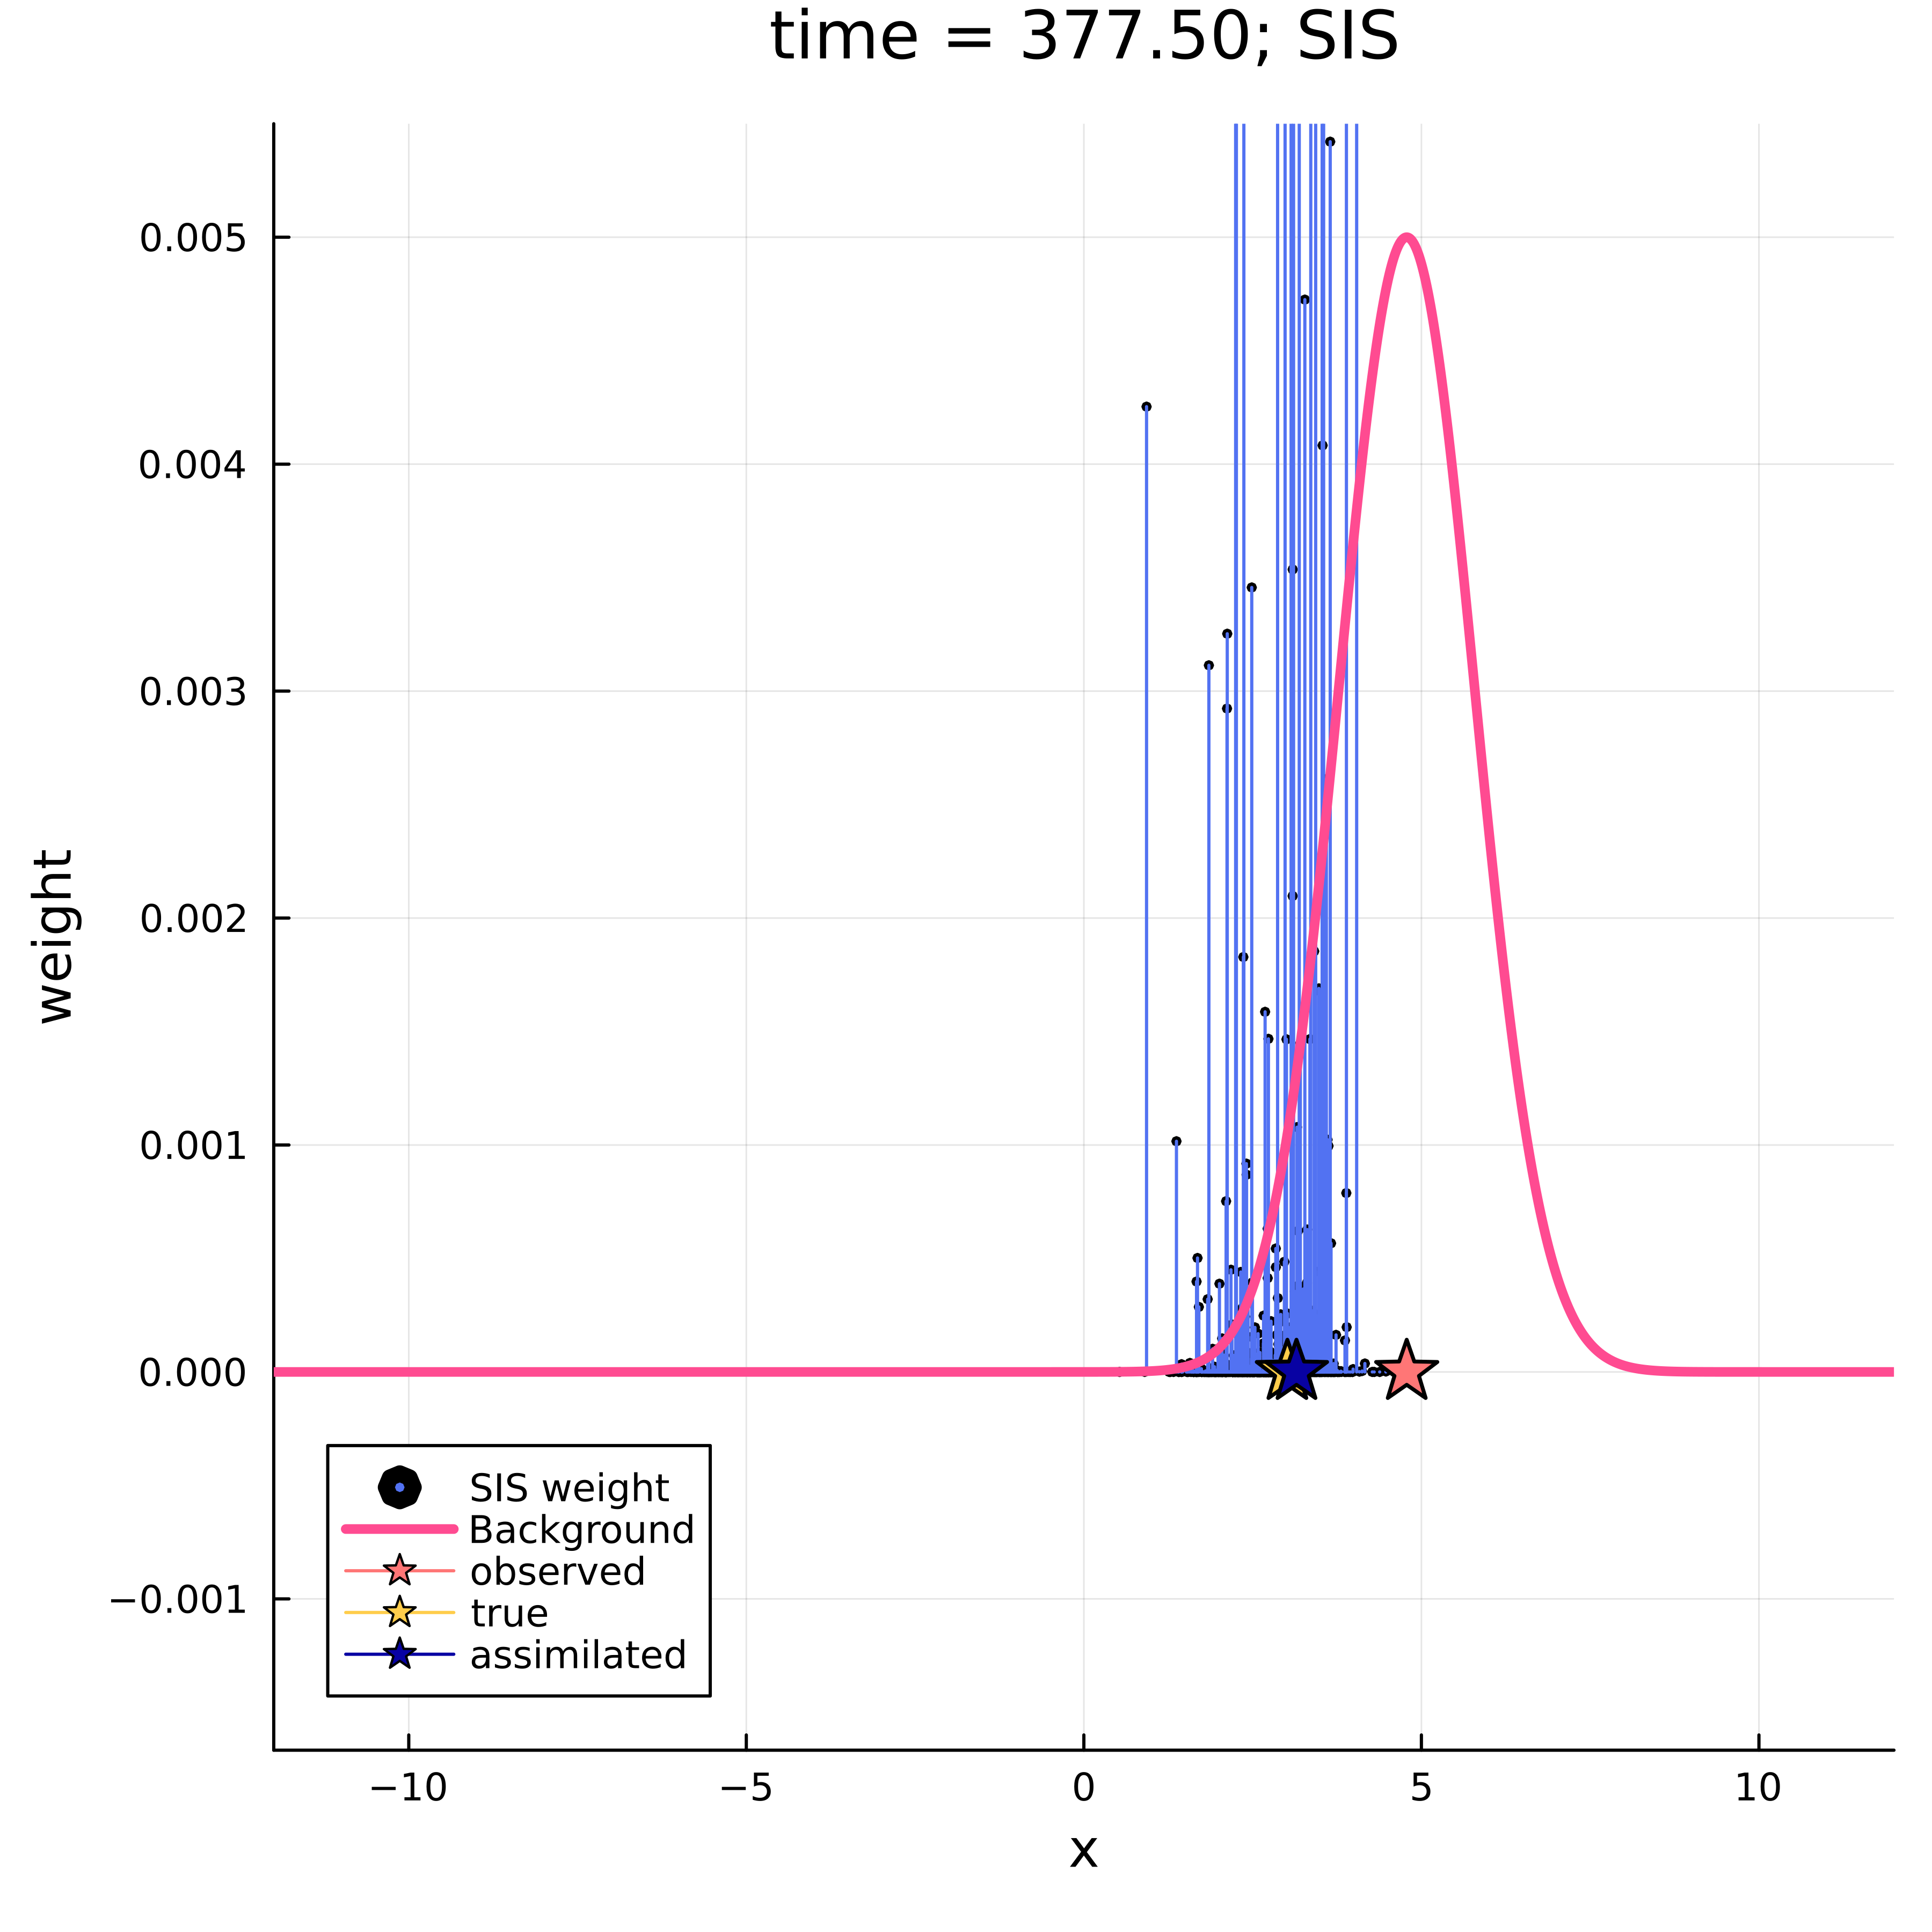 time = 377.50; SIS
weight
0.005
0.004
0.003
0.002
0.001
0.000
−0.001
SIS weight
Background
observed
true
assimilated
−10
−5
0
5
10
x